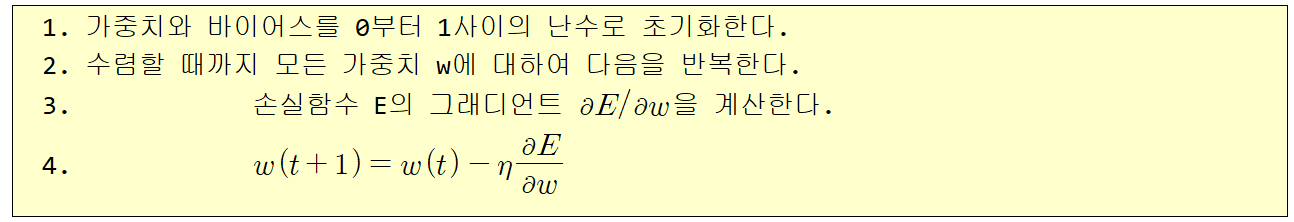 1. 가중치와 바이어스를 0부터 1사이의 난수로 초기화한다.
2. 수렴할 때까지 모든 가중치 w에 대하여 다음을 반복한다.
3. 손실함수 E의 그래디언트 ∂E/∂w을 계산한다.
4. w(t+1) = w(t) − η ∂E/∂w